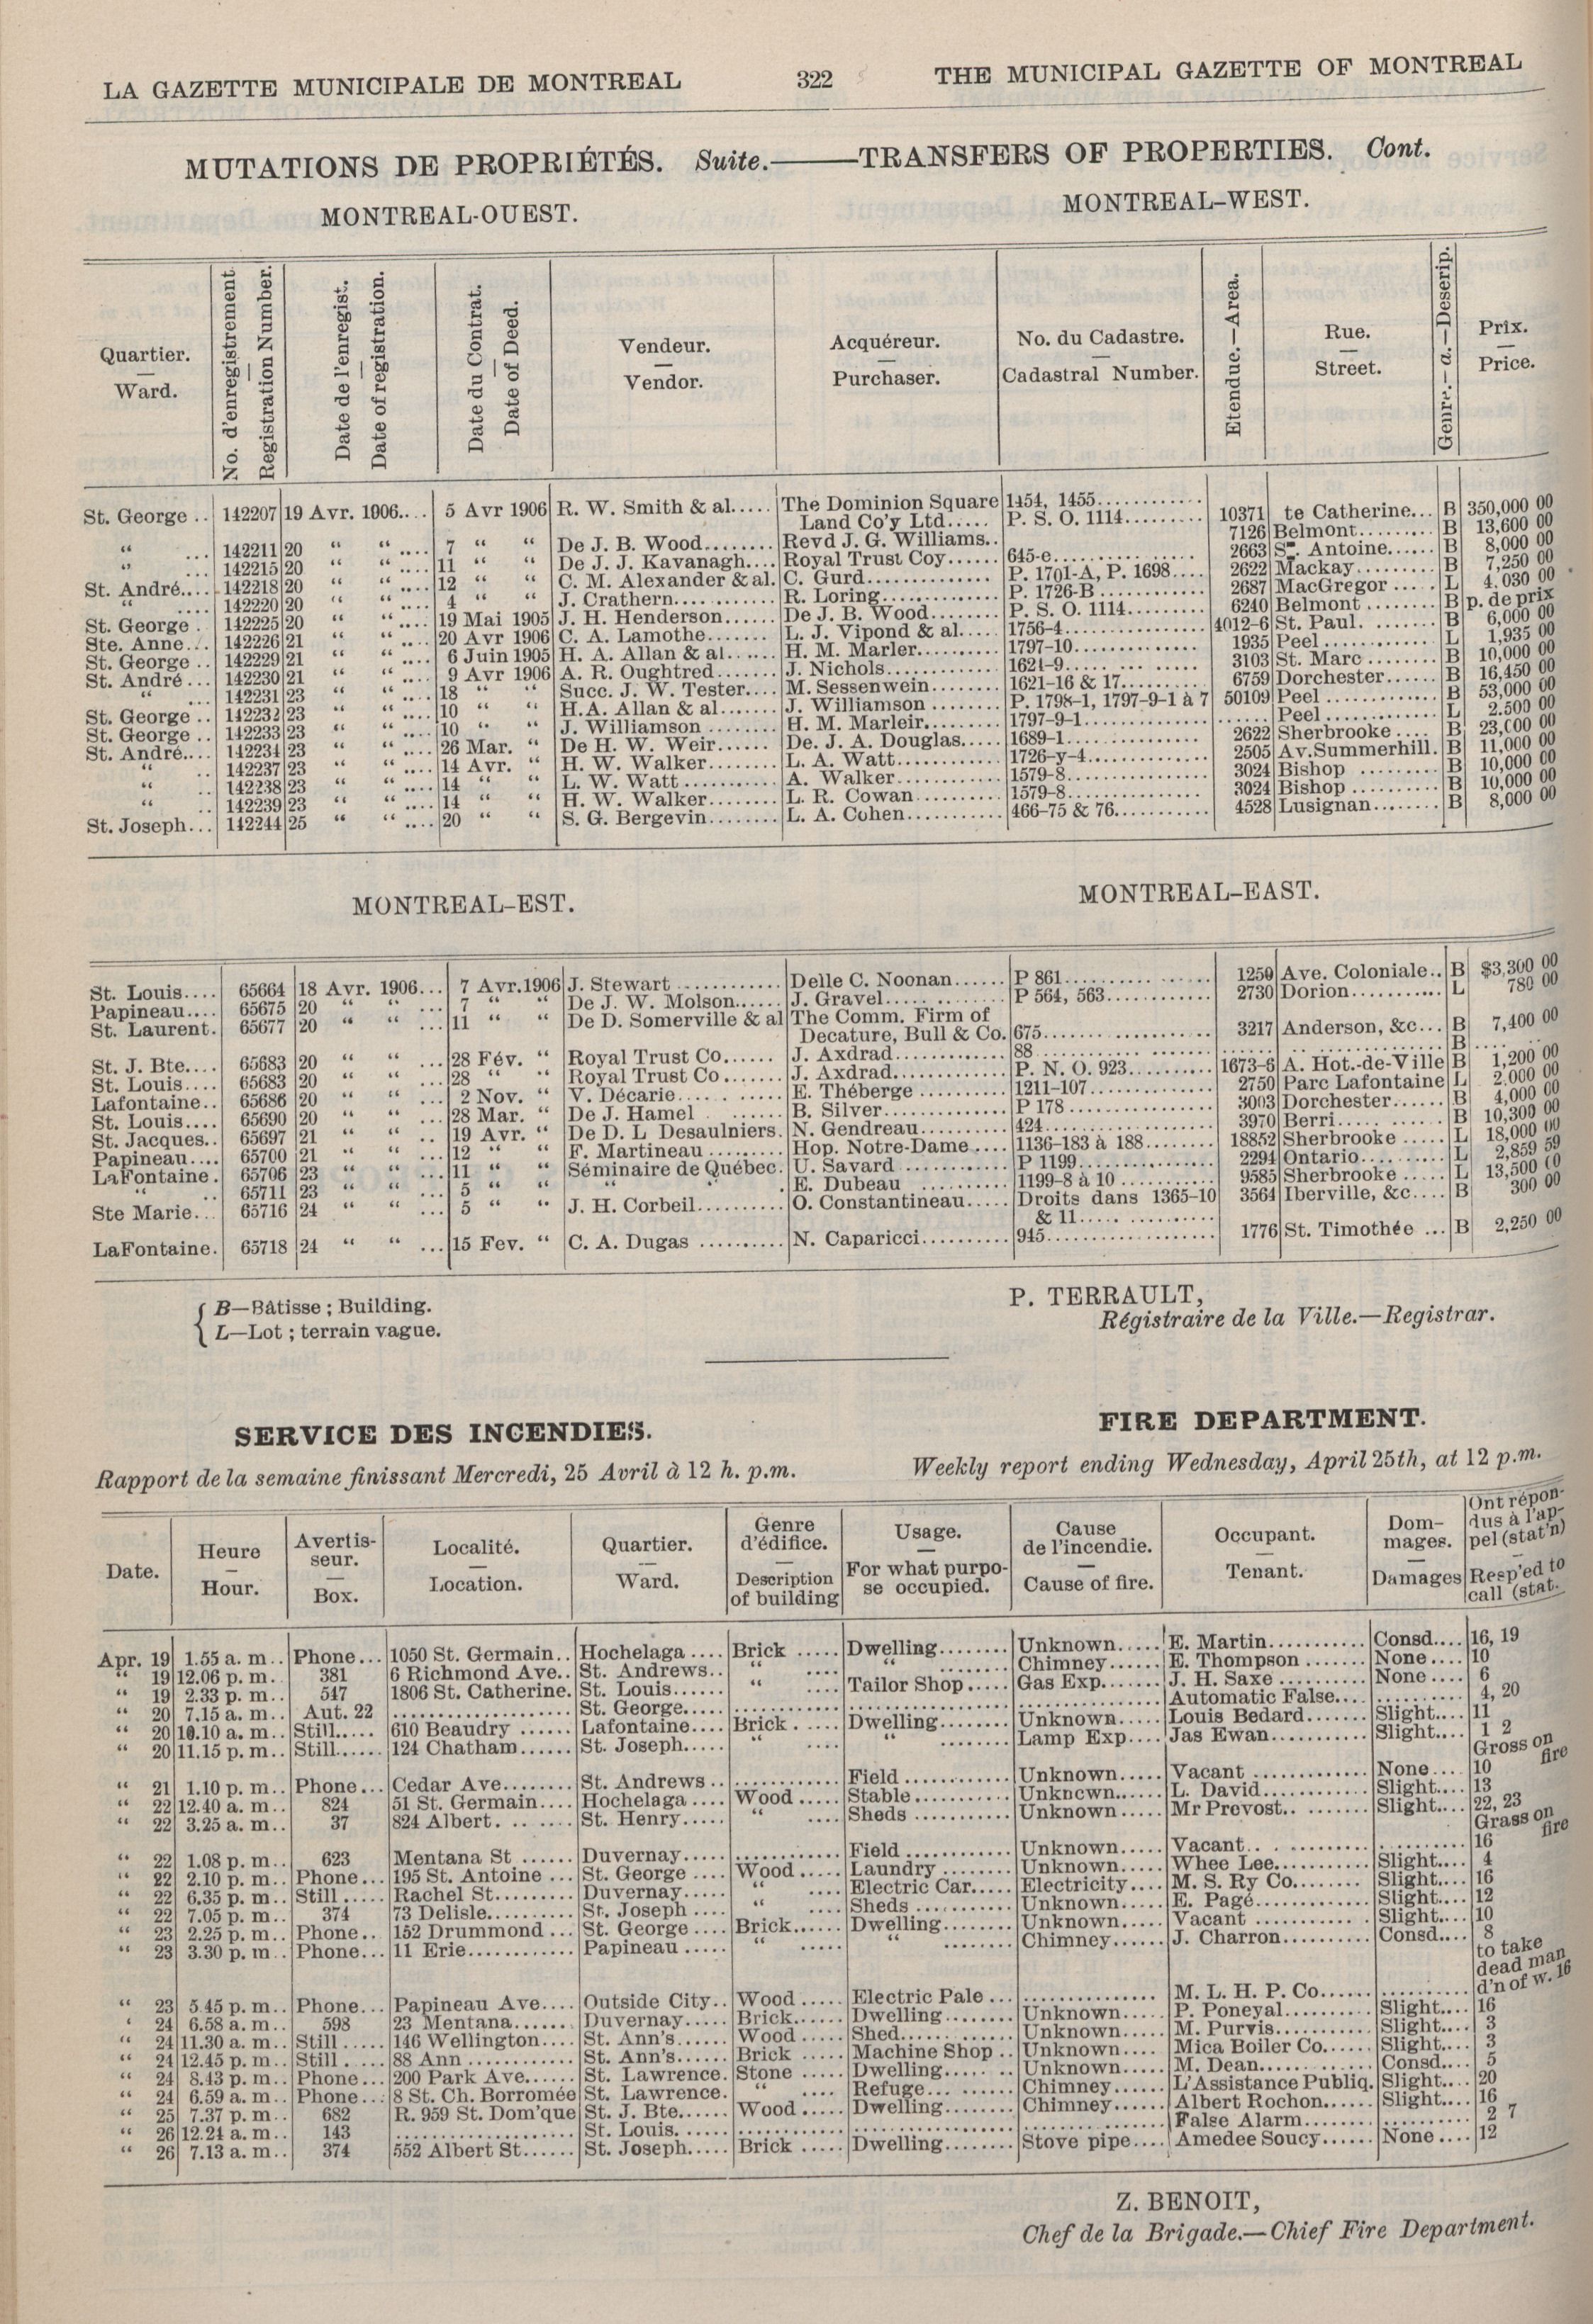 LA GAZETTE MUNICIPALE DE MONTREAL 322 THE MUNICIPAL GAZETTE OF MONTREAL
MUTATIONS DE PROPRIÉTÉS. Suite.——TRANSFERS OF PROPERTIES. Cont.
MONTREAL-OUEST. MONTREAL-WEST.
Quartier. — Ward. | No. d'enregistrement — Registration Number. | Date de l'enregist. — Date of registration. | Date du Contrat. — Date of Deed. | Vendeur. — Vendor. | Acquéreur. — Purchaser. | No. du Cadastre. — Cadastral Number. | Etendue.—Area. | Rue. — Street. | Genre.—d.—Deserip. | Prix. — Price.
St. George .. 142207 19 Avr. 1906.... 5 Avr 1906 R. W. Smith & al..... The Dominion Square 1454, 1455............ 10371 te Catherine... B 350,000 00
Land Co'y Ltd..... P. S. O. 1114......... 7126 Belmont......... B 13,600 00
“ ... 142211 20 “ “ .... 7 “ “ De J. B. Wood........ Revd J. G. Williams..
“ ... 142215 20 “ “ .... 11 “ “ De J. J. Kavanagh.... Royal Trust Coy...... 645-e............... 2663 St. Antoine...... B 8,000 00
St. André.... 142218 20 “ “ .... 12 “ “ C. M. Alexander & al. C. Gurd.............. P. 1701-A, P. 1698.... 2622 Mackay......... B 7,250 00
“ .... 142220 20 “ “ .... 4 “ “ J. Crathern............ R. Loring.............. P. 1726-B............ 2687 MacGregor ..... L 4.030 00
St. George . 142225 20 “ “ .... 19 Mai 1905 J. H. Henderson...... De J. B. Wood........ P. S. O. 1114......... 6240 Belmont ........ B p. de prix
Ste. Anne... 142226 21 “ “ .... 20 Avr 1906 C. A. Lamothe....... L. J. Vipond & al..... 1756-4................ 4012-6 St. Paul. ....... B 6,000 00
St. George .. 142229 21 “ “ .... 6 Juin 1905 H. A. Allan & al...... H. M. Marler......... 1797-10.............. 1935 Peel............ L 1,935 00
St. André... 142230 21 “ “ .... 9 Avr 1906 A. R. Oughtred....... J. Nichols............ 1621-9............... 3103 St. Marc ........ B 10,000 00
“ ... 142231 23 “ “ .... 18 “ “ Succ. J. W. Tester.... M. Sessenwein........ 1621-16 & 17......... 6759 Dorchester...... B 16,450 00
St. George .. 142232 23 “ “ .... 10 “ “ H.A. Allan & al....... J. Williamson ........ P. 1798-1, 1797-9-1 à 7 50109 Peel ............ B 53,000 00
St. George .. 142233 23 “ “ .... 10 “ “ J. Williamson ........ H. M. Marleir......... 1797-9-1............. ...... Peel ............ L 2.500 00
St. André.... 142234 23 “ “ .... 26 Mar. “ De H. W. Weir...... De. J. A. Douglas..... 1689-1............... 2622 Sherbrooke .... B 23,000 00
“ .. 142237 23 “ “ .... 14 Avr. “ H. W. Walker........ L. A. Watt........... 1726-y-4............. 2505 Av.Summerhill. B 11,000 00
“ .. 142238 23 “ “ .... 14 “ “ L. W. Watt........... A. Walker............ 1579-8............... 3024 Bishop ......... B 10,000 00
“ .. 142239 23 “ “ .... 14 “ “ H. W. Walker........ L. R. Cowan.......... 1579-8............... 3024 Bishop .......... B 10,000 00
St. Joseph... 142244 25 “ “ .... 20 “ “ S. G. Bergevin........ L. A. Cohen........... 466-75 & 76........... 4528 Lusignan........ B 8,000 00
MONTREAL-EST. MONTREAL-EAST.
St. Louis.... 65664 18 Avr. 1906... 7 Avr.1906 J. Stewart ............ Delle C. Noonan...... P 861................. 1250 Ave. Coloniale.. B $3,300 00
Papineau.... 65675 20 “ “ ... 7 “ “ De J. W. Molson...... J. Gravel.............. P 564, 563............ 2730 Dorion........... L 780 00
St. Laurent. 65677 20 “ “ ... 11 “ “ De D. Somerville & al The Comm. Firm of
Decature, Bull & Co. 675................... 3217 Anderson, &c... B 7,400 00
St. J. Bte.... 65683 20 “ “ ... 28 Fév. “ Royal Trust Co...... J. Axdrad............. 88 ................... ...... B .......
St. Louis.... 65683 20 “ “ ... 28 “ “ Royal Trust Co....... J. Axdrad............. P. N. O. 923.......... 1673-8 A. Hot.-de-Ville B 1,200 00
Lafontaine.. 65686 20 “ “ ... 2 Nov. “ V. Décarie............ E. Théberge .......... 1211-107............. 2750 Parc Lafontaine L 2.000 00
St. Louis.... 65690 20 “ “ ... 28 Mar. “ De J. Hamel ...... B. Silver.............. P 178 ................ 3003 Dorchester...... B 4,000 00
St. Jacques.. 65697 21 “ “ .. 19 Avr. “ De D. L Desaulniers. N. Gendreau.......... 424................... 3970 Berri............. B 10,300 00
Papineau.... 65700 21 “ “ ... 12 “ “ F. Martineau ......... Hop. Notre-Dame .... 1136-183 à 188........ 18852 Sherbrooke ..... L 18,000 00
LaFontaine. 65706 23 “ “ ... 11 “ “ Séminaire de Québec. U. Savard ............ P 1199................ 2294 Ontario.......... L 2,859 59
“ .. 65711 23 “ “ ... 5 “ “ “ “ . E. Dubeau .......... 1199-8 à 10 ........... 9585 Sherbrooke ..... L 13,500 00
Ste Marie... 65716 24 “ “ ... 5 “ “ J. H. Corbeil.......... O. Constantineau..... Droits dans 1365-10 3564 Iberville, &c.... B 300 00
& 11................
LaFontaine. 65718 24 “ “ ... 15 Fev. “ C. A. Dugas .......... N. Caparicci.......... 945................... 1776 St. Timothée ... B 2,250 00
{ B—Bâtisse ; Building.
L—Lot ; terrain vague.
P. TERRAULT,
Régistraire de la Ville.—Registrar.
SERVICE DES INCENDIES. FIRE DEPARTMENT.
Rapport de la semaine finissant Mercredi, 25 Avril à 12 h. p.m. Weekly report ending Wednesday, April 25th, at 12 p.m.
Date. | Heure — Hour. | Avertis-seur. — Box. | Localité. — Location. | Quartier. — Ward. | Genre d'édifice. — Description of building | Usage. — For what purpo-se occupied. | Cause de l'incendie. — Cause of fire. | Occupant. — Tenant. | Dom-mages. — Damages | Ont répon-dus à l'ap-pel (stat'n) — Resp'ed to call (stat.
Apr. 19 1.55 a. m.. Phone... 1050 St. Germain.. Hochelaga .... Brick ..... Dwelling........ Unknown..... E. Martin........... Consd.... 16, 19
“ 19 12.06 p. m.. 381 6 Richmond Ave.. St. Andrews.. “ .... “ ........ Chimney...... E. Thompson ....... None.... 10
“ 19 2.33 p. m.. 547 1806 St. Catherine. St. Louis...... “ .... Tailor Shop..... Gas Exp....... J. H. Saxe .......... None .... 6
“ 20 7.15 a. m.. Aut. 22 ................... St. George..... ............ ................ .............. Automatic False.... .......... 4, 20
“ 20 10.10 a. m.. Still..... 610 Beaudry ...... Lafontaine.... Brick ...... Dwelling........ Unknown..... Louis Bedard....... Slight.... 11
“ 20 11.15 p. m.. Still...... 124 Chatham...... St. Joseph..... “ .... “ ........ Lamp Exp.... Jas Ewan........... Slight.... 1 2
Gross on fire
“ 21 1.10 p. m.. Phone... Cedar Ave........ St. Andrews .. ............ Field ............ Unknown..... Vacant ............ None.... 10
“ 22 12.40 a. m.. 824 51 St. Germain.... Hochelaga .... Wood ..... Stable........... Unkncwn...... L. David............ Slight.... 13
“ 22 3.25 a. m.. 37 824 Albert......... St. Henry..... “ .... Sheds ........... Unknown ..... Mr Prevost......... Slight.... 22, 23
Grass on fire
“ 22 1.08 p. m.. 623 Mentana St ...... Duvernay..... ............ Field ............ Unknown..... Vacant............. .......... 16
“ 22 2.10 p. m.. Phone... 195 St. Antoine ... St. George .... Wood..... Laundry ........ Unknown..... Whee Lee........... Slight.... 4
“ 22 6.35 p. m.. Still ..... Rachel St......... Duvernay..... “ .... Electric Car..... Electricity.... M. S. Ry Co........ Slight.... 16
“ 22 7.05 p. m.. 374 73 Delisle.......... St. Joseph .... “ .... Sheds ........... Unknown..... E. Pagé............. Slight.... 12
“ 23 2.25 p. m.. Phone.. 152 Drummond ... St. George .... Brick...... Dwelling........ Unknown..... Vacant ........... Slight.... 10
“ 23 3.30 p. m.. Phone... 11 Erie............ Papineau ..... “ ..... “ ........ Chimney...... J. Charron.......... Consd.... 8
to take
dead man
d'n of w. 16
“ 23 5.45 p. m.. Phone... Papineau Ave.... Outside City.. Wood ..... Electric Pale ... ............... M. L. H. P. Co...... ..........
‘ 24 6.58 a. m.. 598 23 Mentana....... Duvernay..... Brick...... Dwelling........ Unknown..... P. Poneyal.......... Slight.... 16
“ 24 11.30 a. m.. Still ..... 146 Wellington.... St. Ann's...... Wood ..... Shed............. Unknown..... M. Purvis........... Slight.... 3
“ 24 12.45 p. m.. Still ..... 88 Ann ............ St. Ann's...... Brick ..... Machine Shop .. Unknown.... Mica Boiler Co...... Slight.... 3
“ 24 8.43 p. m.. Phone... 200 Park Ave...... St. Lawrence. Stone ..... Dwelling........ Unknown..... M. Dean............ Consd.... 5
“ 24 6.59 a. m.. Phone... 8 St. Ch. Borromée St. Lawrence. “ .... Refuge.......... Chimney...... L'Assistance Publiq. Slight.... 20
“ 25 7.37 p. m.. 682 R. 959 St. Dom'que St. J. Bte...... Wood ..... Dwelling........ Chimney...... Albert Rochon...... Slight.... 16
“ 26 12.24 a. m.. 143 ................... St. Louis...... ............ ................ .............. False Alarm........ .......... 2 7
“ 26 7.13 a. m.. 374 552 Albert St...... St. Joseph..... Brick ..... Dwelling........ Stove pipe.... Amedee Soucy...... None .... 12
Z. BENOIT,
Chef de la Brigade.—Chief Fire Department.